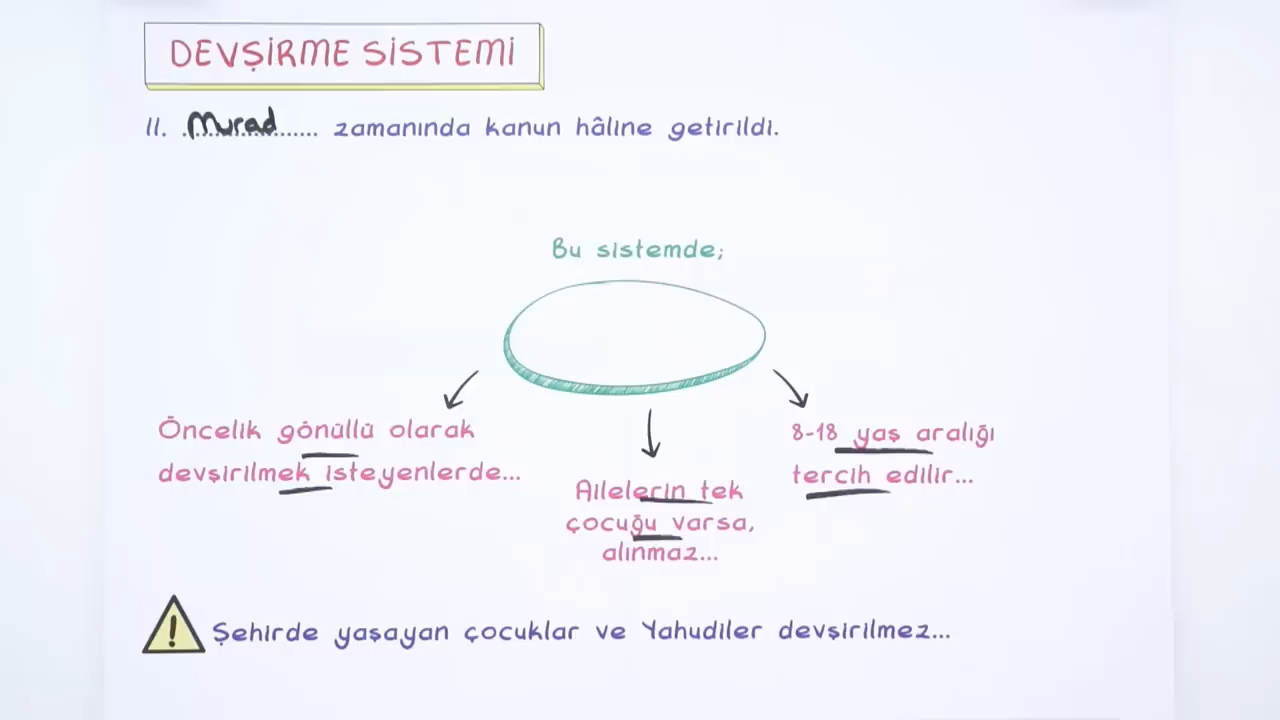 DEVŞİRME SİSTEMİ
II. Murad zamanında kanun hâline getirildi.
Bu sistemde;
Öncelik gönüllü olarak
devşirilmek isteyenlerde...
Ailelerin tek
çocuğu varsa,
alınmaz...
8-18 yaş aralığı
tercih edilir...
! Şehirde yaşayan çocuklar ve Yahudiler devşirilmez...